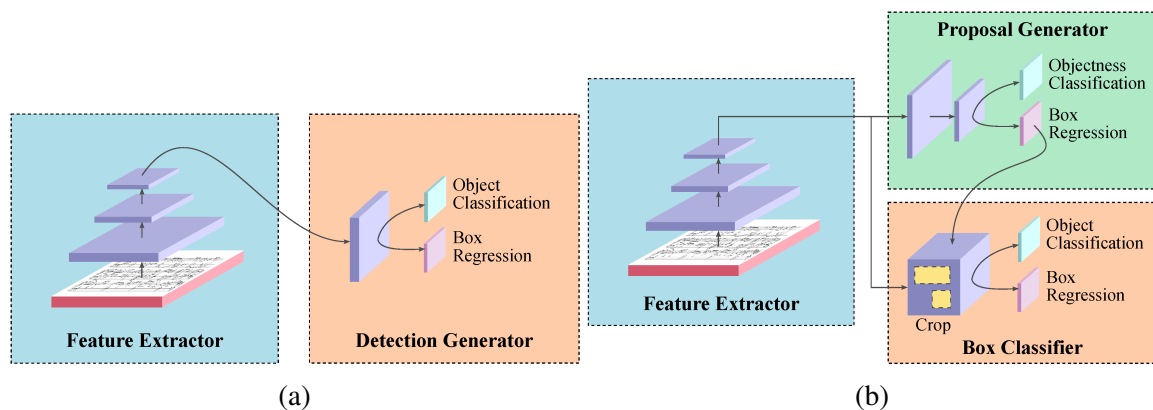 Object
Classification
Box
Regression
Feature Extractor
Detection Generator
(a)
Proposal Generator
Objectness
Classification
Box
Regression
Feature Extractor
Object
Classification
Box
Regression
Crop
Box Classifier
(b)